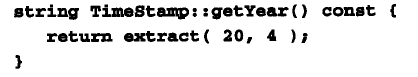 string TimeStamp::getYear() const {
return extract( 20, 4 );
}